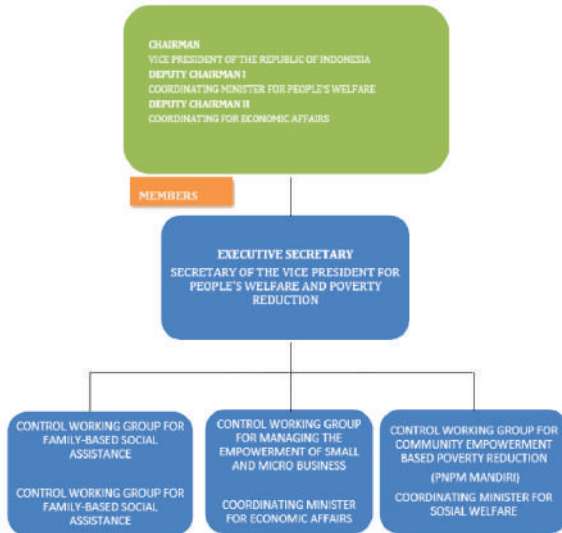 CHAIRMAN
VICE PRESIDENT OF THE REPUBLIC OF INDONESIA
DEPUTY CHAIRMAN I
COORDINATING MINISTER FOR PEOPLE'S WELFARE
DEPUTY CHAIRMAN II
COORDINATING FOR ECONOMIC AFFAIRS
MEMBERS
EXECUTIVE SECRETARY
SECRETARY OF THE VICE PRESIDENT FOR
PEOPLE'S WELFARE AND POVERTY
REDUCTION
CONTROL WORKING GROUP FOR
FAMILY-BASED SOCIAL
ASSISTANCE
CONTROL WORKING GROUP FOR
FAMILY-BASED SOCIAL
ASSISTANCE
CONTROL WORKING GROUP
FOR MANAGING THE
EMPOWERMENT OF SMALL
AND MICRO BUSINESS
COORDINATING MINISTER
FOR ECONOMIC AFFAIRS
CONTROL WORKING GROUP FOR
COMMUNITY EMPOWERMENT
BASED POVERTY REDUCTION
(PNPM MANDIRI)
COORDINATING MINISTER FOR
SOSIAL WELFARE